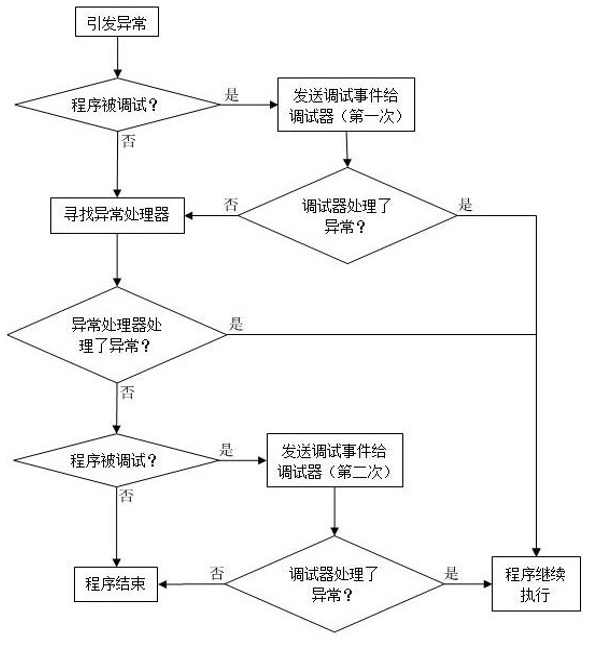 引发异常
程序被调试？
是
发送调试事件给
调试器（第一次）
否
寻找异常处理器
否
调试器处理了
异常？
是
异常处理器处
理了异常？
是
否
程序被调试？
是
发送调试事件给
调试器（第二次）
否
程序结束
否
调试器处理了
异常？
是
程序继续
执行